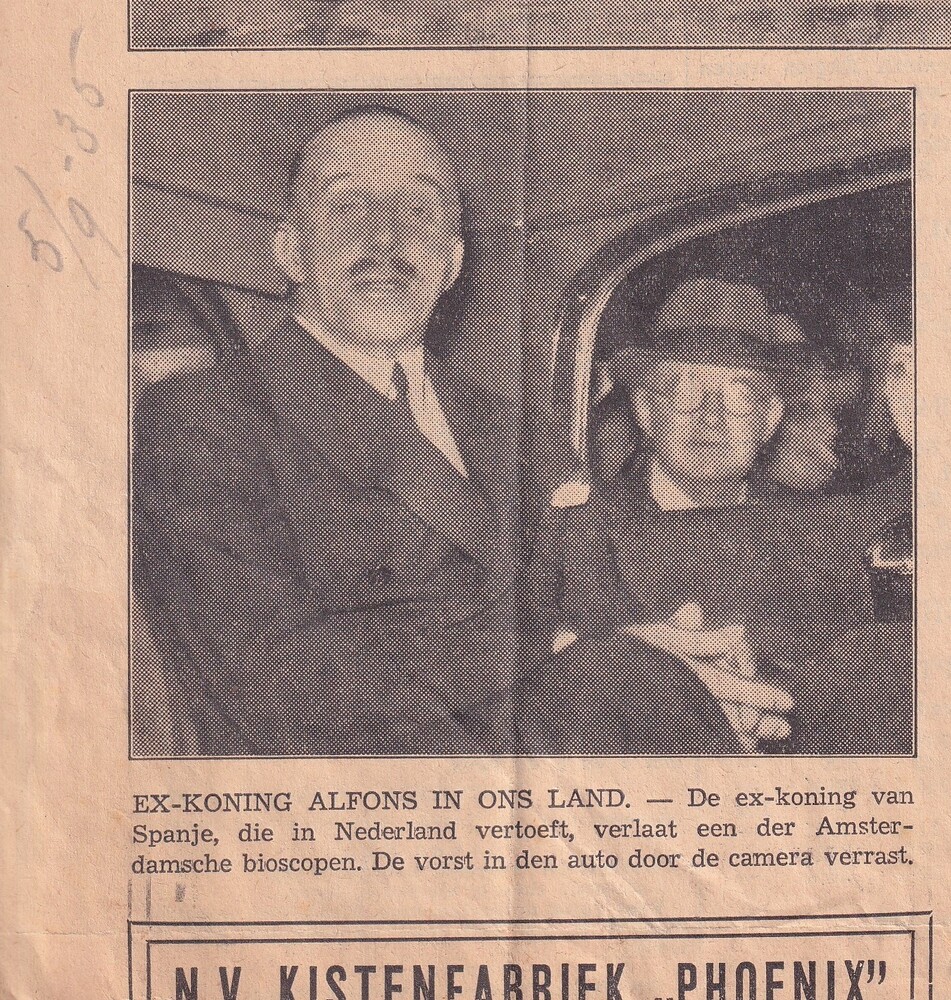 5/9 -35
EX-KONING ALFONS IN ONS LAND. — De ex-koning van
Spanje, die in Nederland vertoeft, verlaat een der Amster-
damsche bioscopen. De vorst in den auto door de camera verrast.
N.V. KISTENFABRIEK „PHOENIX”